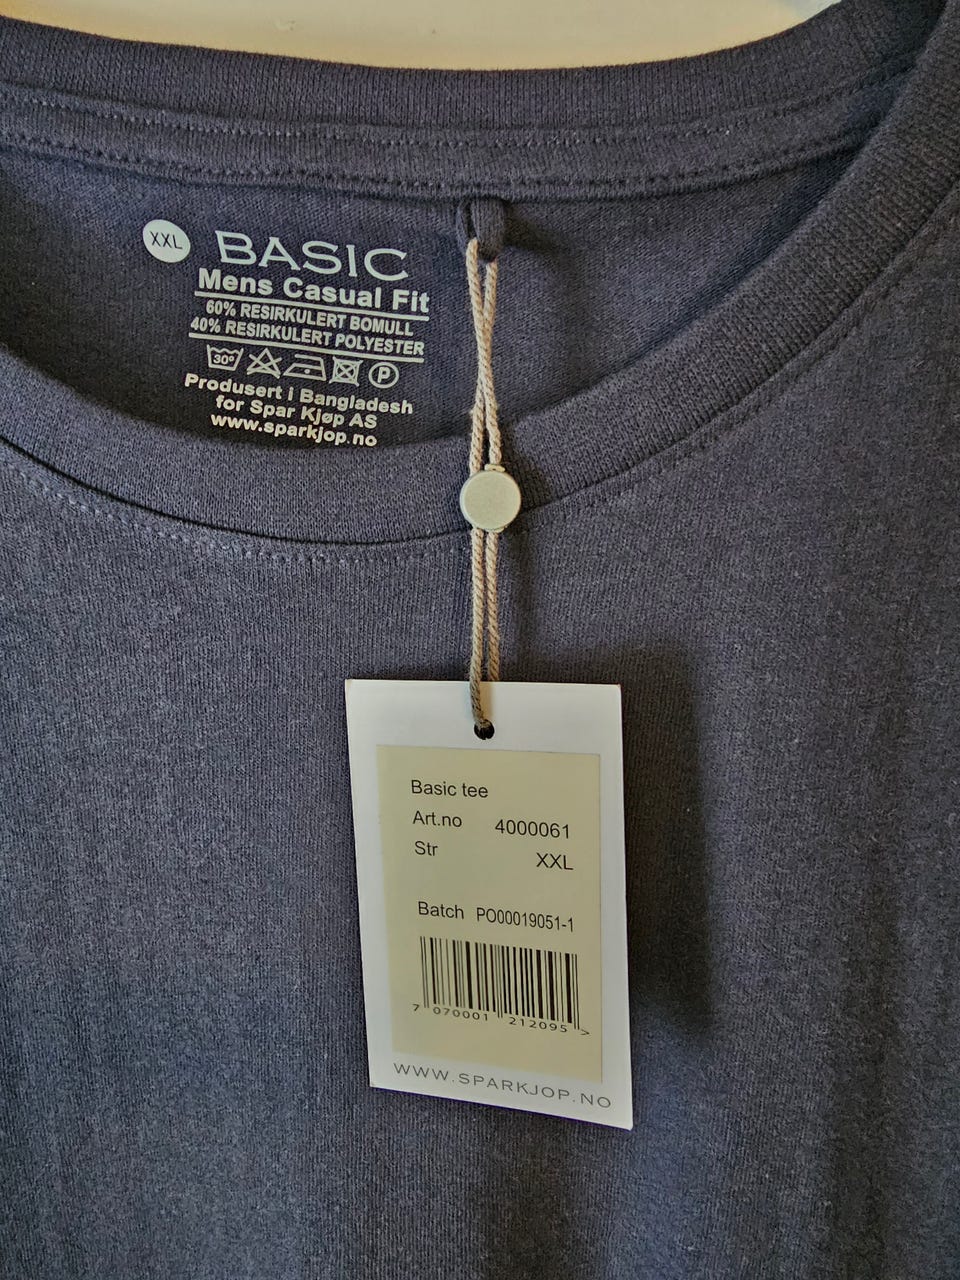 XXL
BASIC
Mens Casual Fit
60% RESIRKULERT BOMULL
40% RESIRKULERT POLYESTER
30° P
Produsert i Bangladesh
for Spar Kjøp AS
www.sparkjop.no
Basic tee
Art.no 4000061
Str XXL
Batch PO00019051-1
7 070001 212095 >
WWW.SPARKJOP.NO